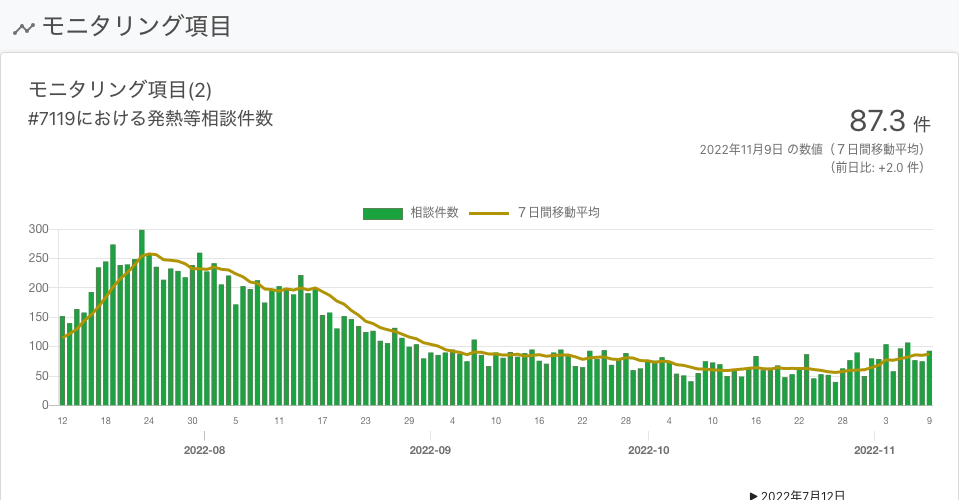 モニタリング項目
モニタリング項目(2)
#7119における発熱等相談件数
87.3 件
2022年11月9日 の数値（７日間移動平均）
（前日比: +2.0 件）
相談件数 ７日間移動平均
300
250
200
150
100
50
0
12 18 24 30 5 11 17 23 29 4 10 16 22 28 4 10 16 22 28 3 9
2022-08 2022-09 2022-10 2022-11
▶ 2022年7月12日